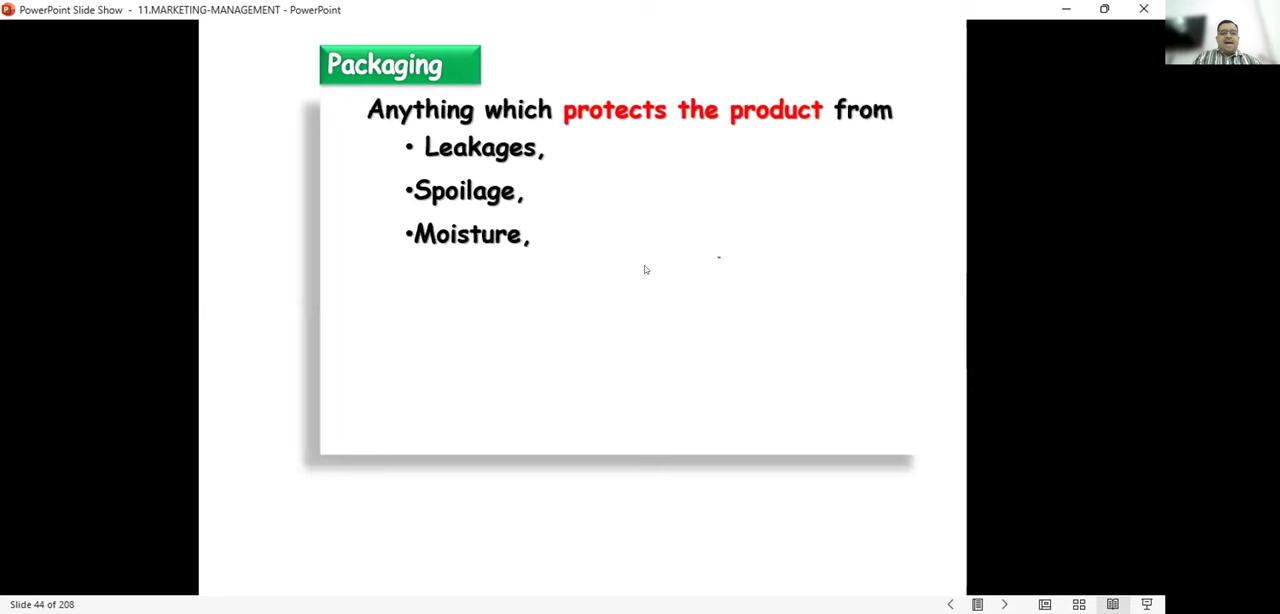 PowerPoint Slide Show - 11.MARKETING-MANAGEMENT - PowerPoint
Packaging
Anything which protects the product from
• Leakages,
•Spoilage,
•Moisture,
Slide 44 of 208